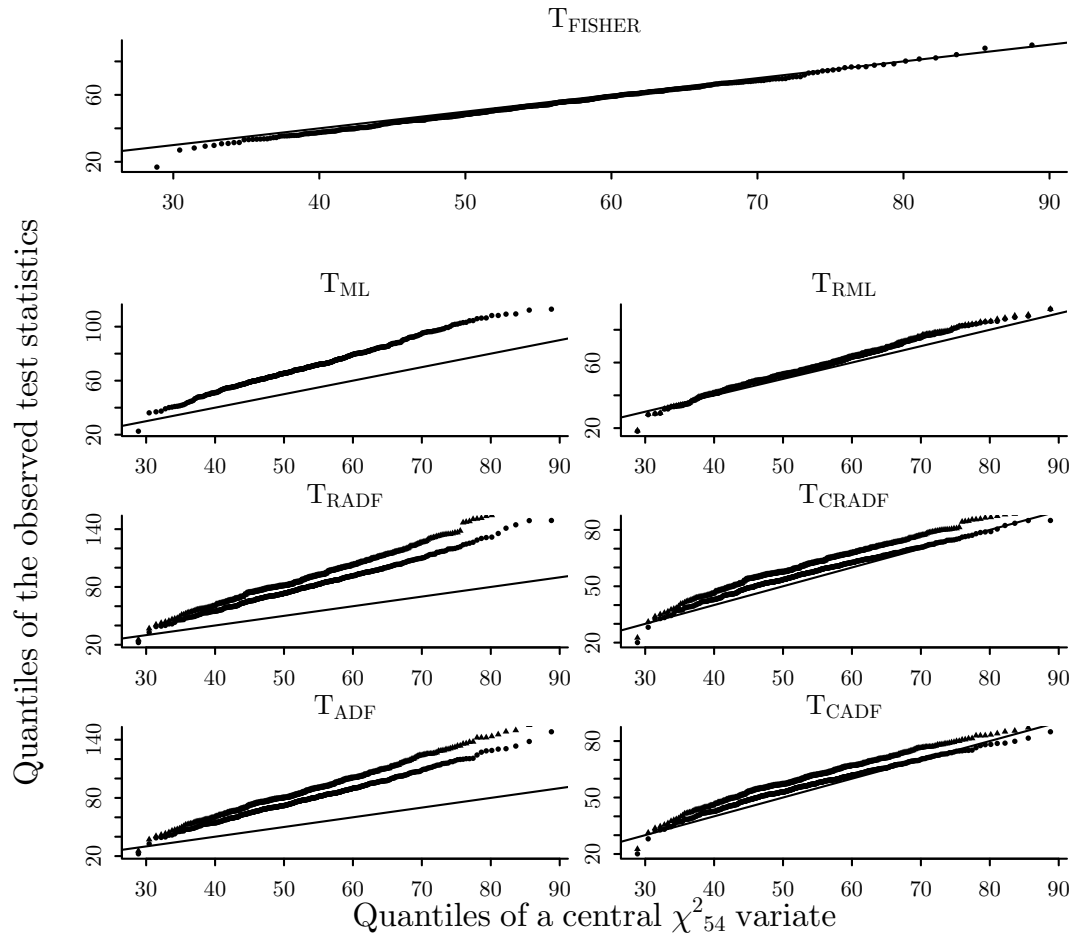 T_FISHER
60
20
30 40 50 60 70 80 90
Quantiles of the observed test statistics
T_ML
100
60
20
30 40 50 60 70 80 90
T_RML
60
20
30 40 50 60 70 80 90
T_RADF
140
80
20
30 40 50 60 70 80 90
T_CRADF
80
50
20
30 40 50 60 70 80 90
T_ADF
140
80
20
30 40 50 60 70 80 90
T_CADF
80
50
20
30 40 50 60 70 80 90
Quantiles of a central χ²₅₄ variate